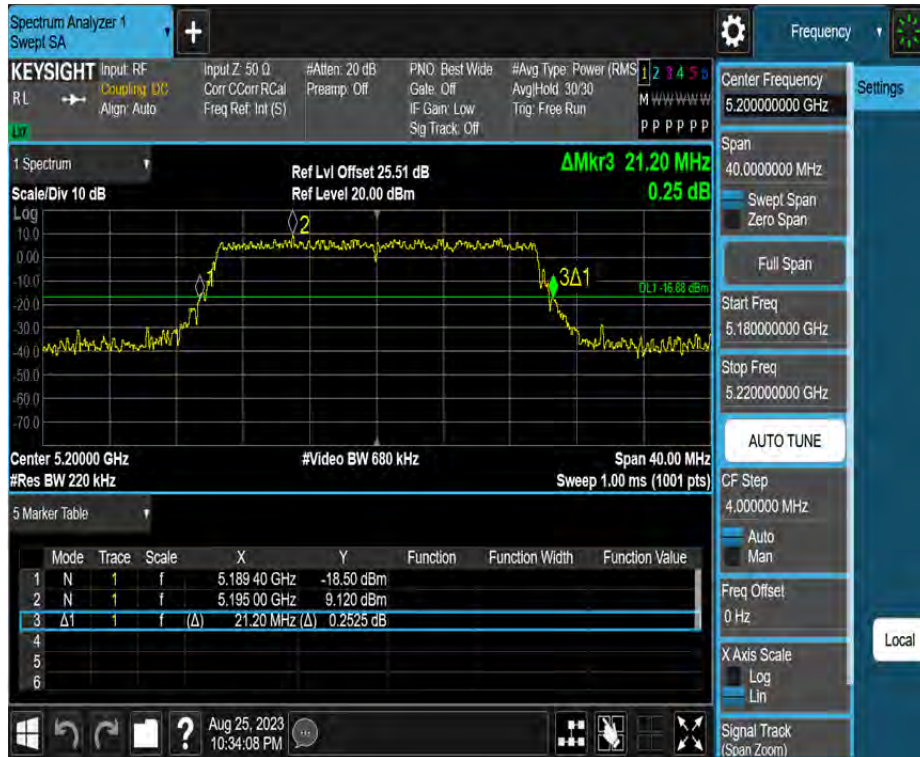 Spectrum Analyzer 1
Swept SA
+
Frequency
KEYSIGHT
RL
Input: RF
Coupling: DC
Align: Auto
Input Z: 50 Ω
Corr CCorr RCal
Freq Ref: Int (S)
#Atten: 20 dB
Preamp: Off
PNO: Best Wide
Gate: Off
IF Gain: Low
Sig Track: Off
#Avg Type: Power (RMS
Avg|Hold: 30/30
Trig: Free Run
1 2 3 4 5 6
M W W W W W
P P P P P P
LXI
1 Spectrum
Scale/Div 10 dB
Ref Lvl Offset 25.51 dB
Ref Level 20.00 dBm
ΔMkr3 21.20 MHz
0.25 dB
Log
10.0
0.00
-10.0
-20.0
-30.0
-40.0
-50.0
-60.0
-70.0
2
1
3Δ1
DL1 -16.88 dBm
Center 5.20000 GHz
#Video BW 680 kHz
Span 40.00 MHz
#Res BW 220 kHz
Sweep 1.00 ms (1001 pts)
5 Marker Table
Mode Trace Scale X Y Function Function Width Function Value
1 N 1 f 5.189 40 GHz -18.50 dBm
2 N 1 f 5.195 00 GHz 9.120 dBm
3 Δ1 1 f (Δ) 21.20 MHz (Δ) 0.2525 dB
4
5
6
?
Aug 25, 2023
10:34:08 PM
Center Frequency
5.200000000 GHz
Span
40.0000000 MHz
Swept Span
Zero Span
Full Span
Start Freq
5.180000000 GHz
Stop Freq
5.220000000 GHz
AUTO TUNE
CF Step
4.000000 MHz
Auto
Man
Freq Offset
0 Hz
X Axis Scale
Log
Lin
Signal Track
(Span Zoom)
Settings
Local